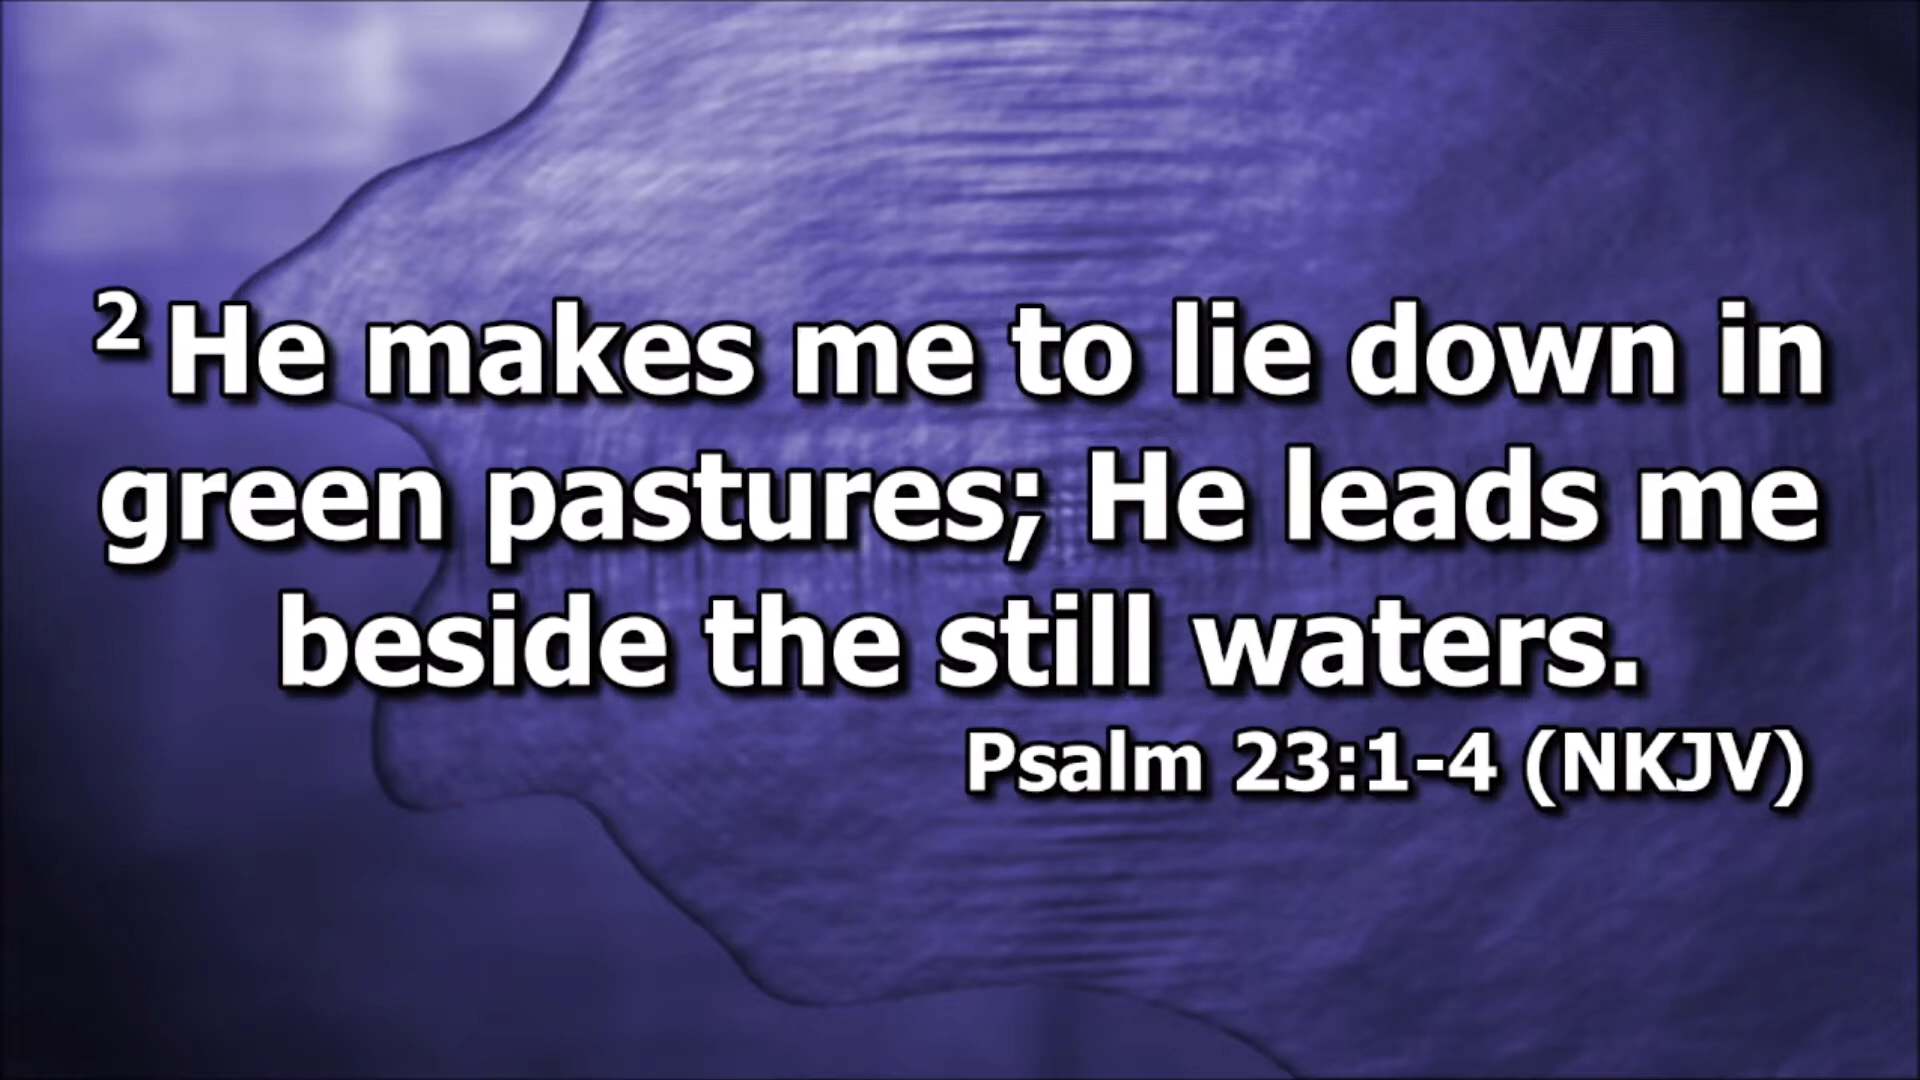 2 He makes me to lie down in
green pastures; He leads me
beside the still waters.
Psalm 23:1-4 (NKJV)